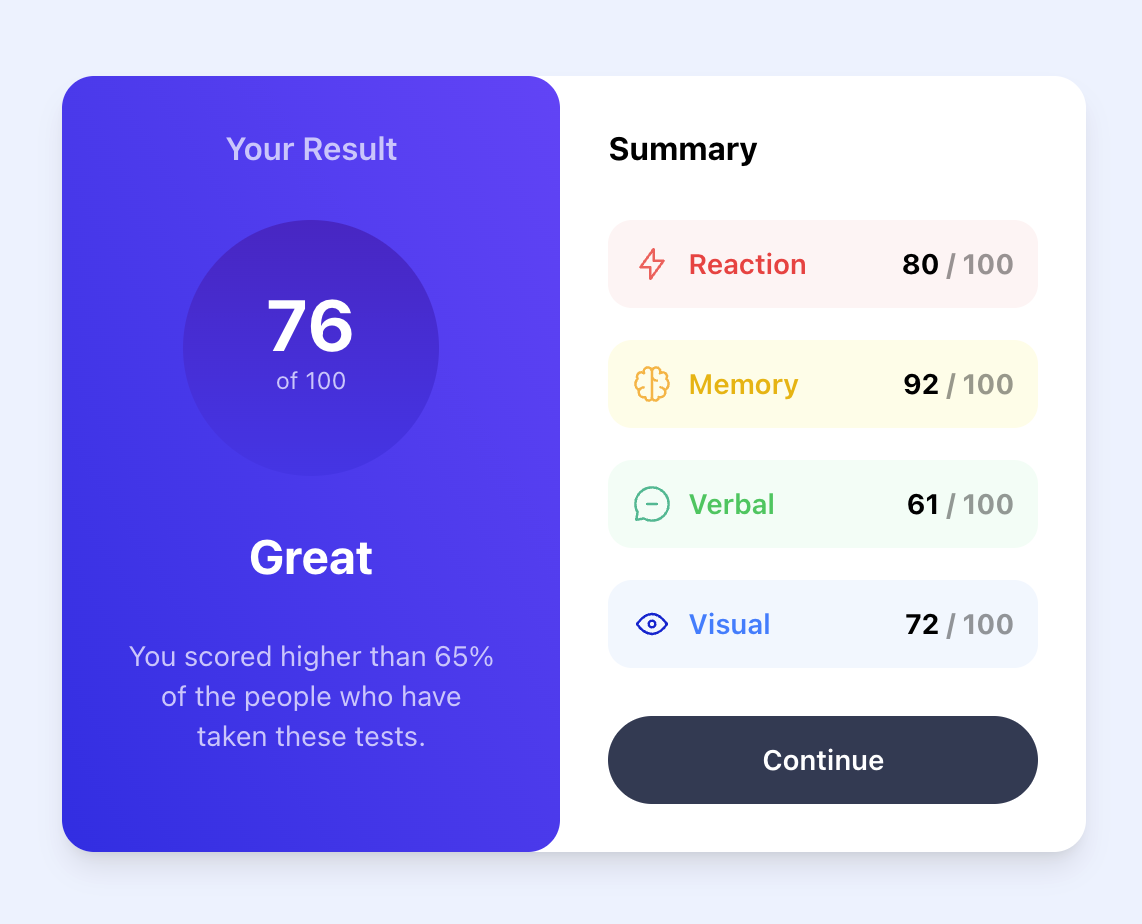 Your Result
76
of 100
Great
You scored higher than 65%
of the people who have
taken these tests.
Summary
Reaction 80 / 100
Memory 92 / 100
Verbal 61 / 100
Visual 72 / 100
Continue